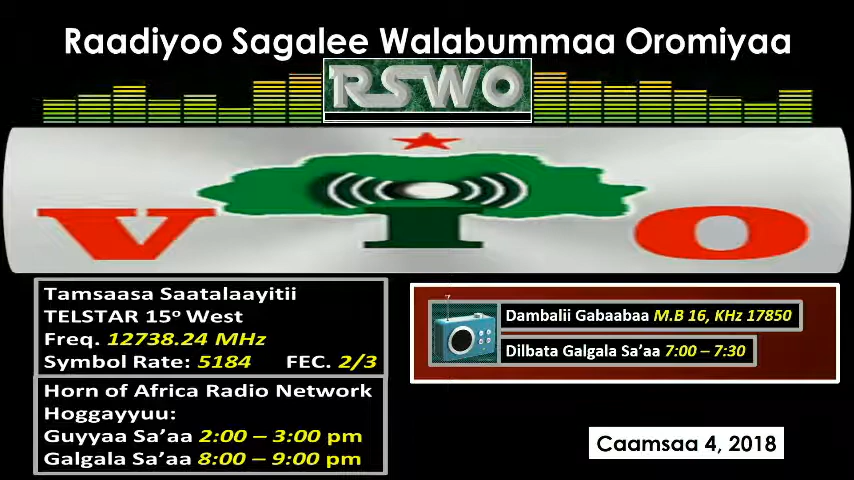 Raadiyoo Sagalee Walabummaa Oromiyaa
RSWO
V T O
Tamsaasa Saatalaayitii
TELSTAR 15º West
Freq. 12738.24 MHz
Symbol Rate: 5184 FEC. 2/3
Horn of Africa Radio Network
Hoggayyuu:
Guyyaa Sa’aa 2:00 – 3:00 pm
Galgala Sa’aa 8:00 – 9:00 pm
Dambalii Gabaabaa M.B 16, KHz 17850
Dilbata Galgala Sa’aa 7:00 – 7:30
Caamsaa 4, 2018